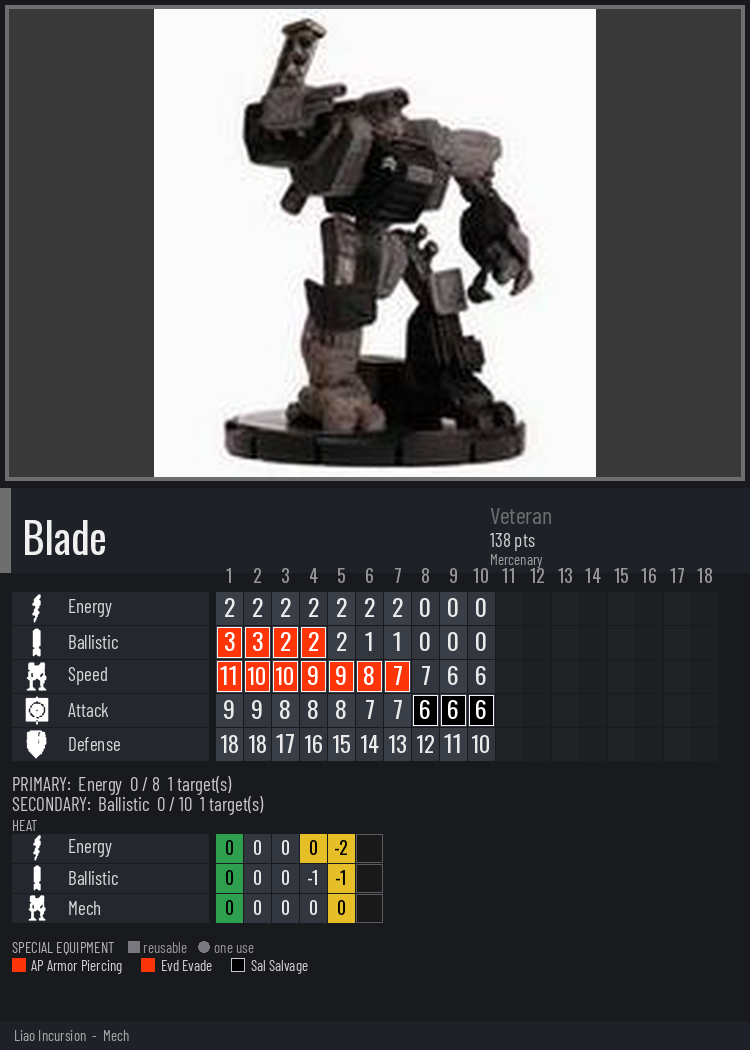 Blade
Veteran
138 pts
Mercenary
1 2 3 4 5 6 7 8 9 10 11 12 13 14 15 16 17 18
Energy 2 2 2 2 2 2 2 0 0 0
Ballistic 3 3 2 2 2 1 1 0 0 0
Speed 11 10 10 9 9 8 7 7 6 6
Attack 9 9 8 8 8 7 7 6 6 6
Defense 18 18 17 16 15 14 13 12 11 10
PRIMARY: Energy 0 / 8 1 target(s)
SECONDARY: Ballistic 0 / 10 1 target(s)
HEAT
Energy 0 0 0 0 -2
Ballistic 0 0 0 -1 -1
Mech 0 0 0 0 0
SPECIAL EQUIPMENT reusable one use
AP Armor Piercing Evd Evade Sal Salvage
Liao Incursion - Mech